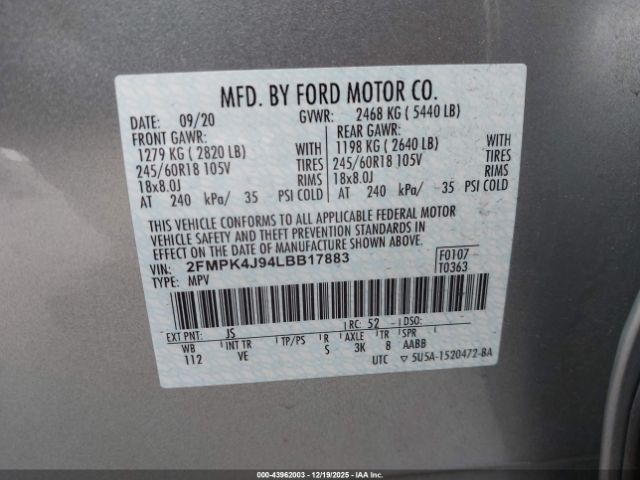 MFD. BY FORD MOTOR CO.
DATE: 09/20 GVWR: 2468 KG ( 5440 LB)
FRONT GAWR: REAR GAWR:
1279 KG ( 2820 LB) WITH 1198 KG ( 2640 LB) WITH
245/60R18 105V TIRES 245/60R18 105V TIRES
18x8.0J RIMS 18x8.0J RIMS
AT 240 kPa/ 35 PSI COLD AT 240 kPa/ 35 PSI COLD
THIS VEHICLE CONFORMS TO ALL APPLICABLE FEDERAL MOTOR
VEHICLE SAFETY AND THEFT PREVENTION STANDARDS IN
EFFECT ON THE DATE OF MANUFACTURE SHOWN ABOVE.
VIN: 2FMPK4J94LBB17883 F0107
TYPE: MPV T0363
EXT PNT: JS RC: 52 DSO:
WB INT TR TP/PS R AXLE TR SPR
112 VE S 3K 8 AABB
UTC ▽ 5U5A-1520472-BA
000-43962003 - 12/19/2025 - IAA, Inc.